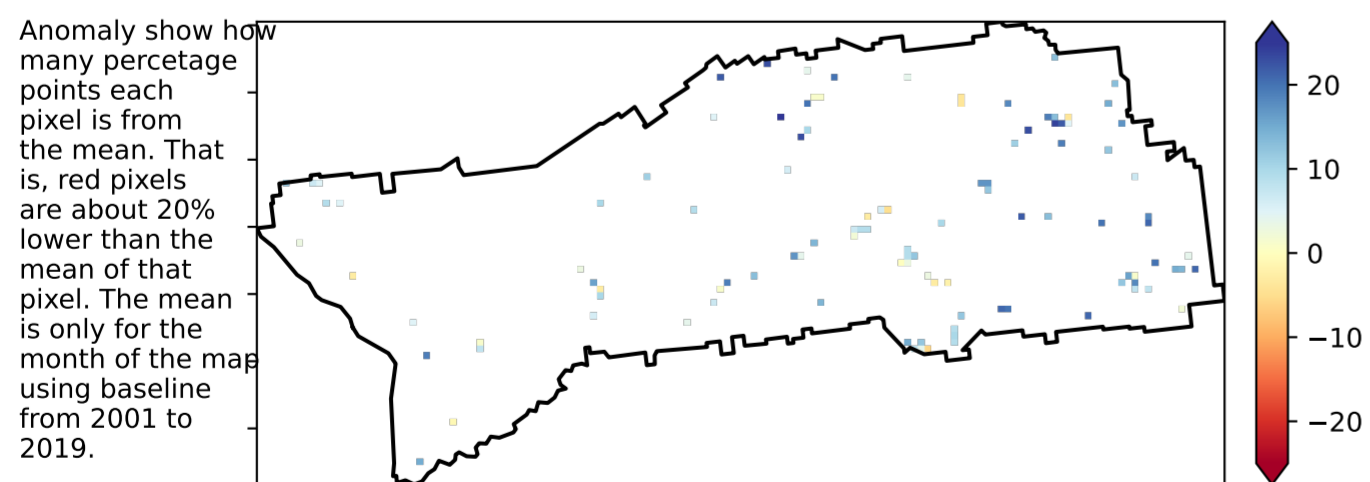 Anomaly show how
many percetage
points each
pixel is from
the mean. That
is, red pixels
are about 20%
lower than the
mean of that
pixel. The mean
is only for the
month of the map
using baseline
from 2001 to
2019.
20
10
0
−10
−20